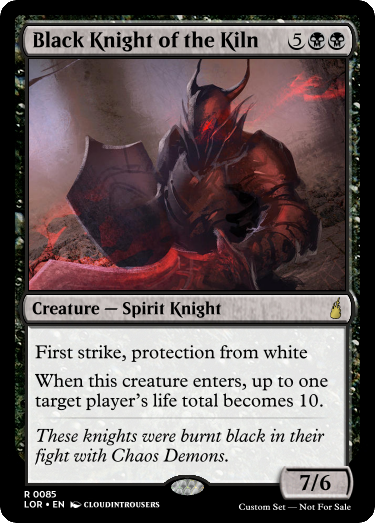 Black Knight of the Kiln 5
Creature — Spirit Knight
First strike, protection from white
When this creature enters, up to one
target player's life total becomes 10.
These knights were burnt black in their
fight with Chaos Demons.
7/6
R 0085
LOR • EN CLOUDINTROUSERS
Custom Set — Not For Sale